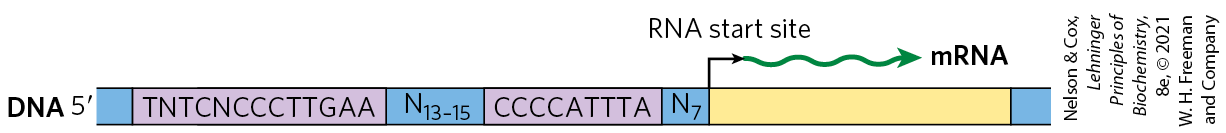 RNA start site
mRNA
DNA 5′ TNTCNCCCTTGAA N13–15 CCCCATTTA N7
Nelson & Cox,
Lehninger
Principles of
Biochemistry,
8e, © 2021
W. H. Freeman
and Company